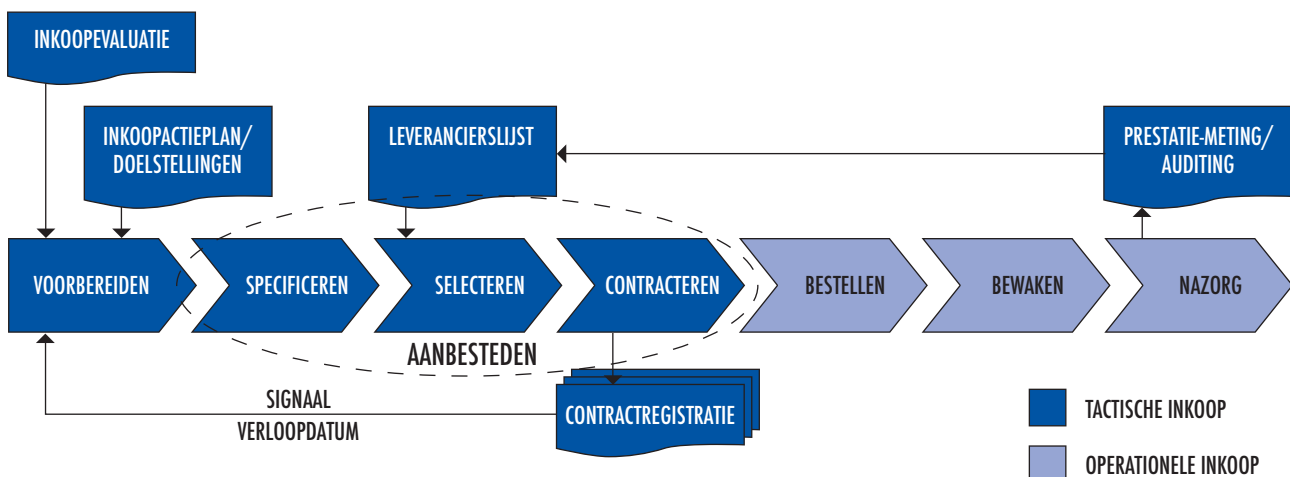 INKOOPEVALUATIE
INKOOPACTIEPLAN/
DOELSTELLINGEN
LEVERANCIERSLIJST
PRESTATIE-METING/
AUDITING
VOORBEREIDEN
SPECIFICEREN
SELECTEREN
CONTRACTEREN
BESTELLEN
BEWAKEN
NAZORG
AANBESTEDEN
SIGNAAL
VERLOOPDATUM
CONTRACTREGISTRATIE
TACTISCHE INKOOP
OPERATIONELE INKOOP